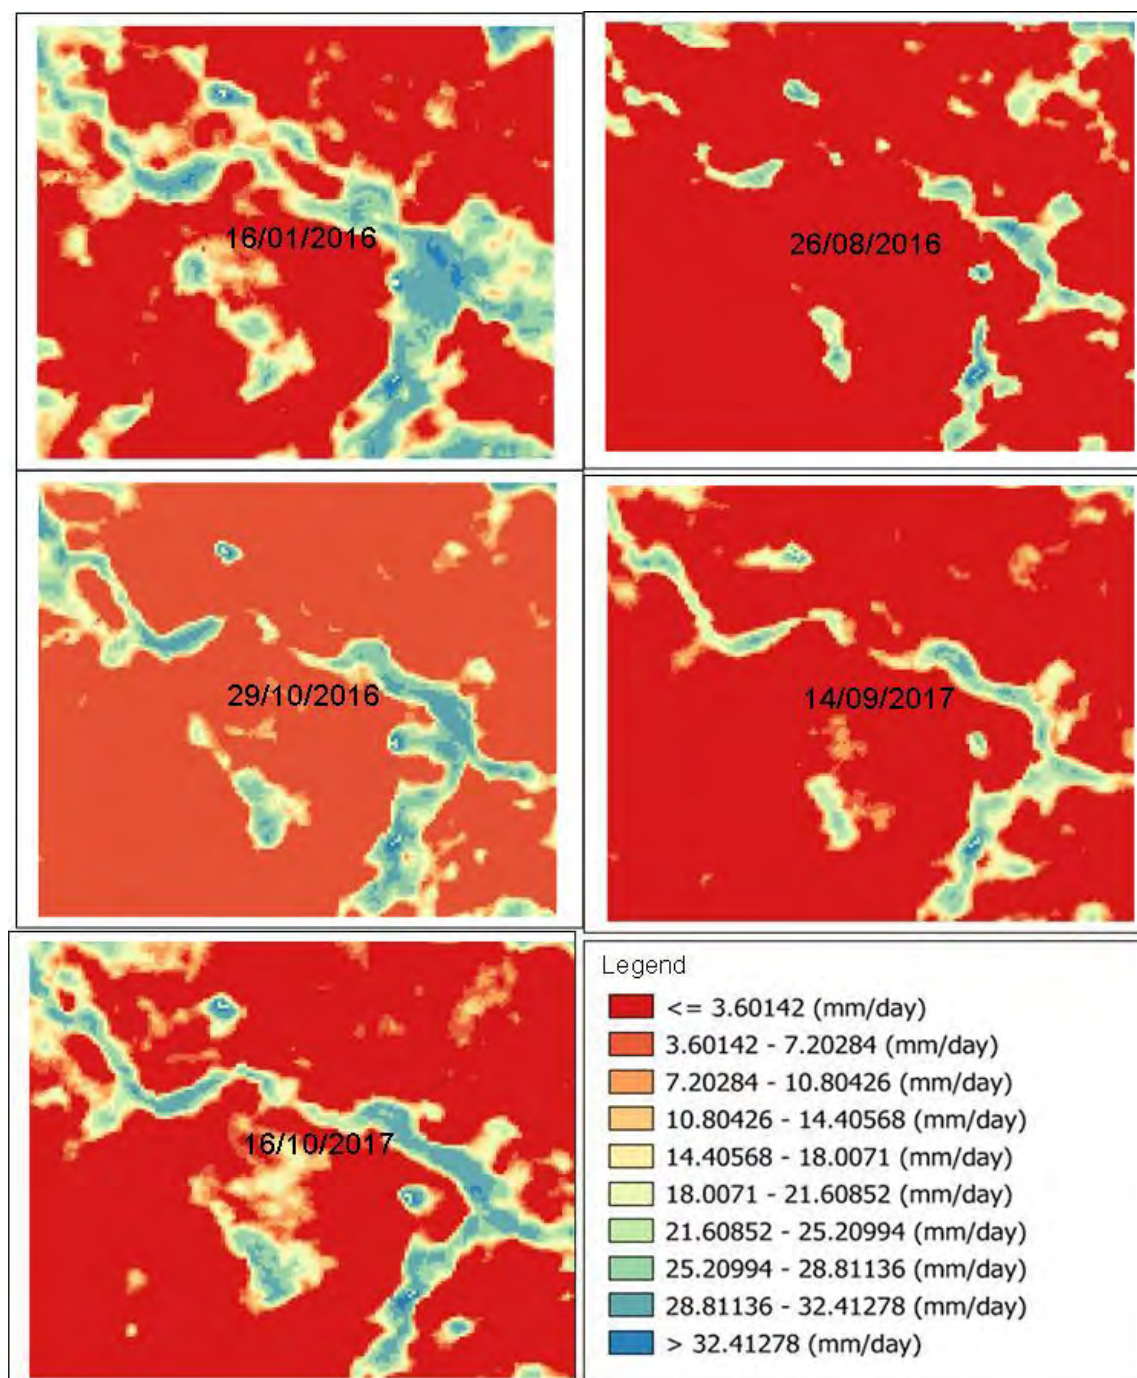 16/01/2016
26/08/2016
29/10/2016
14/09/2017
16/10/2017
Legend
<= 3.60142 (mm/day)
3.60142 - 7.20284 (mm/day)
7.20284 - 10.80426 (mm/day)
10.80426 - 14.40568 (mm/day)
14.40568 - 18.0071 (mm/day)
18.0071 - 21.60852 (mm/day)
21.60852 - 25.20994 (mm/day)
25.20994 - 28.81136 (mm/day)
28.81136 - 32.41278 (mm/day)
> 32.41278 (mm/day)